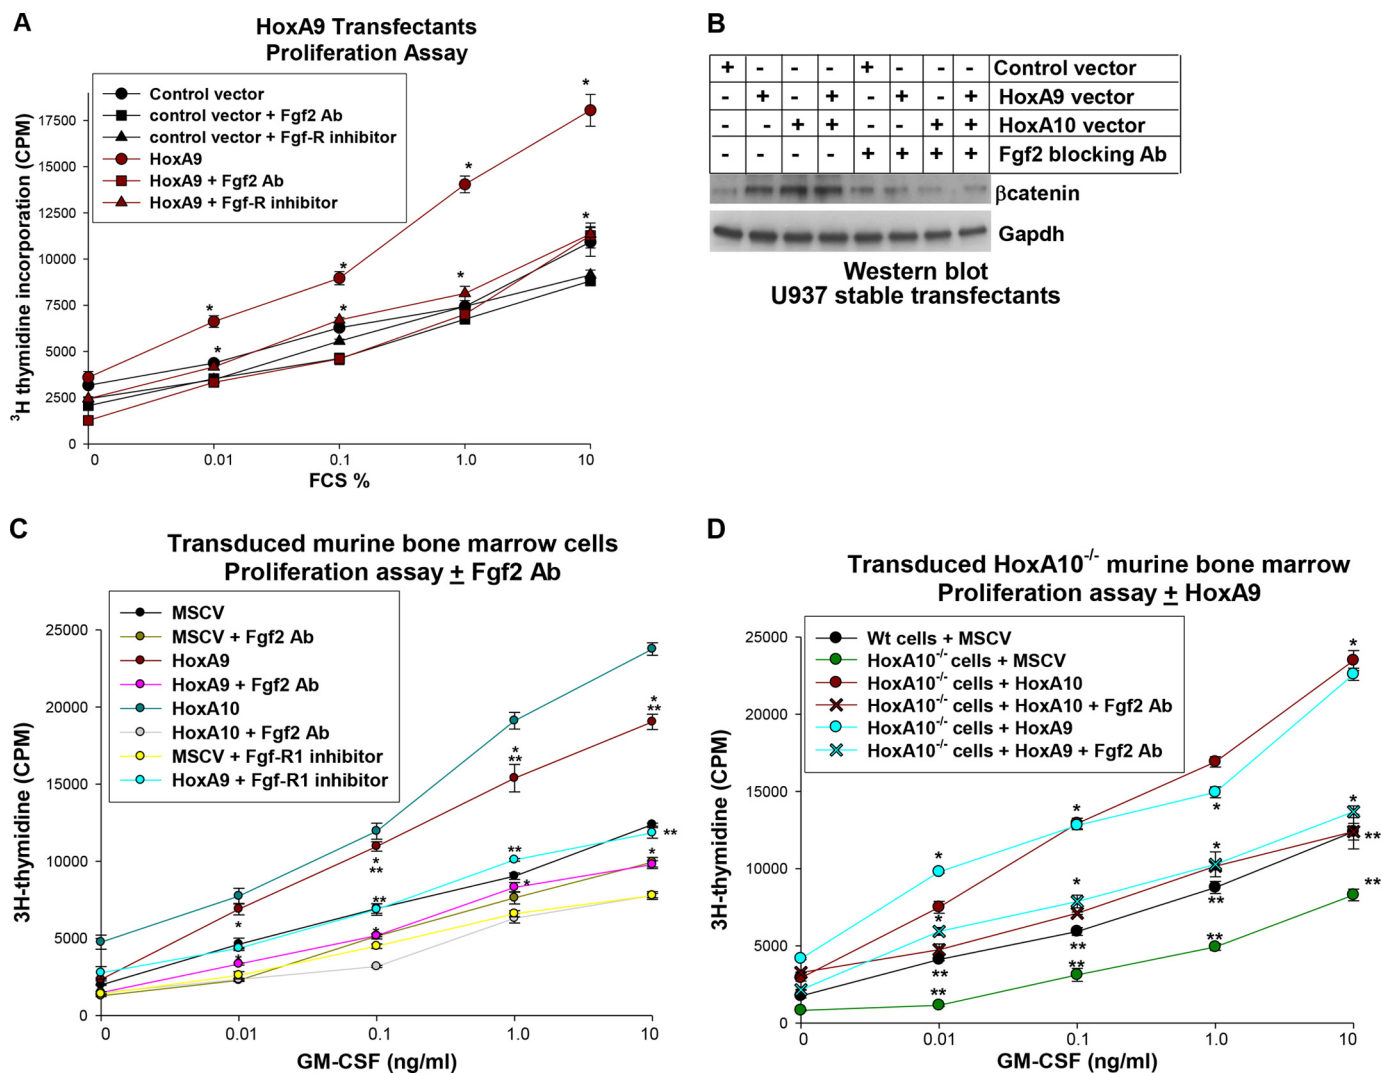 A
HoxA9 Transfectants
Proliferation Assay
Control vector
control vector + Fgf2 Ab
control vector + Fgf-R inhibitor
HoxA9
HoxA9 + Fgf2 Ab
HoxA9 + Fgf-R inhibitor
³H thymidine incorporation (CPM)
17500
15000
12500
10000
7500
5000
2500
0
* * * * * * * *
0 0.01 0.1 1.0 10
FCS %
B
+ - - - + - - - Control vector
- + - + - + - + HoxA9 vector
- - + + - - + + HoxA10 vector
- - - - + + + + Fgf2 blocking Ab
βcatenin
Gapdh
Western blot
U937 stable transfectants
C
Transduced murine bone marrow cells
Proliferation assay ± Fgf2 Ab
MSCV
MSCV + Fgf2 Ab
HoxA9
HoxA9 + Fgf2 Ab
HoxA10
HoxA10 + Fgf2 Ab
MSCV + Fgf-R1 inhibitor
HoxA9 + Fgf-R1 inhibitor
3H-thymidine (CPM)
25000
20000
15000
10000
5000
0
* ** * ** * ** ** * ** * ** * * *
0 0.01 0.1 1.0 10
GM-CSF (ng/ml)
D
Transduced HoxA10⁻/⁻ murine bone marrow
Proliferation assay ± HoxA9
Wt cells + MSCV
HoxA10⁻/⁻ cells + MSCV
HoxA10⁻/⁻ cells + HoxA10
HoxA10⁻/⁻ cells + HoxA10 + Fgf2 Ab
HoxA10⁻/⁻ cells + HoxA9
HoxA10⁻/⁻ cells + HoxA9 + Fgf2 Ab
3H-thymidine (CPM)
25000
20000
15000
10000
5000
0
* * * * * * * * ** ** ** ** ** ** ** **
0 0.01 0.1 1.0 10
GM-CSF (ng/ml)